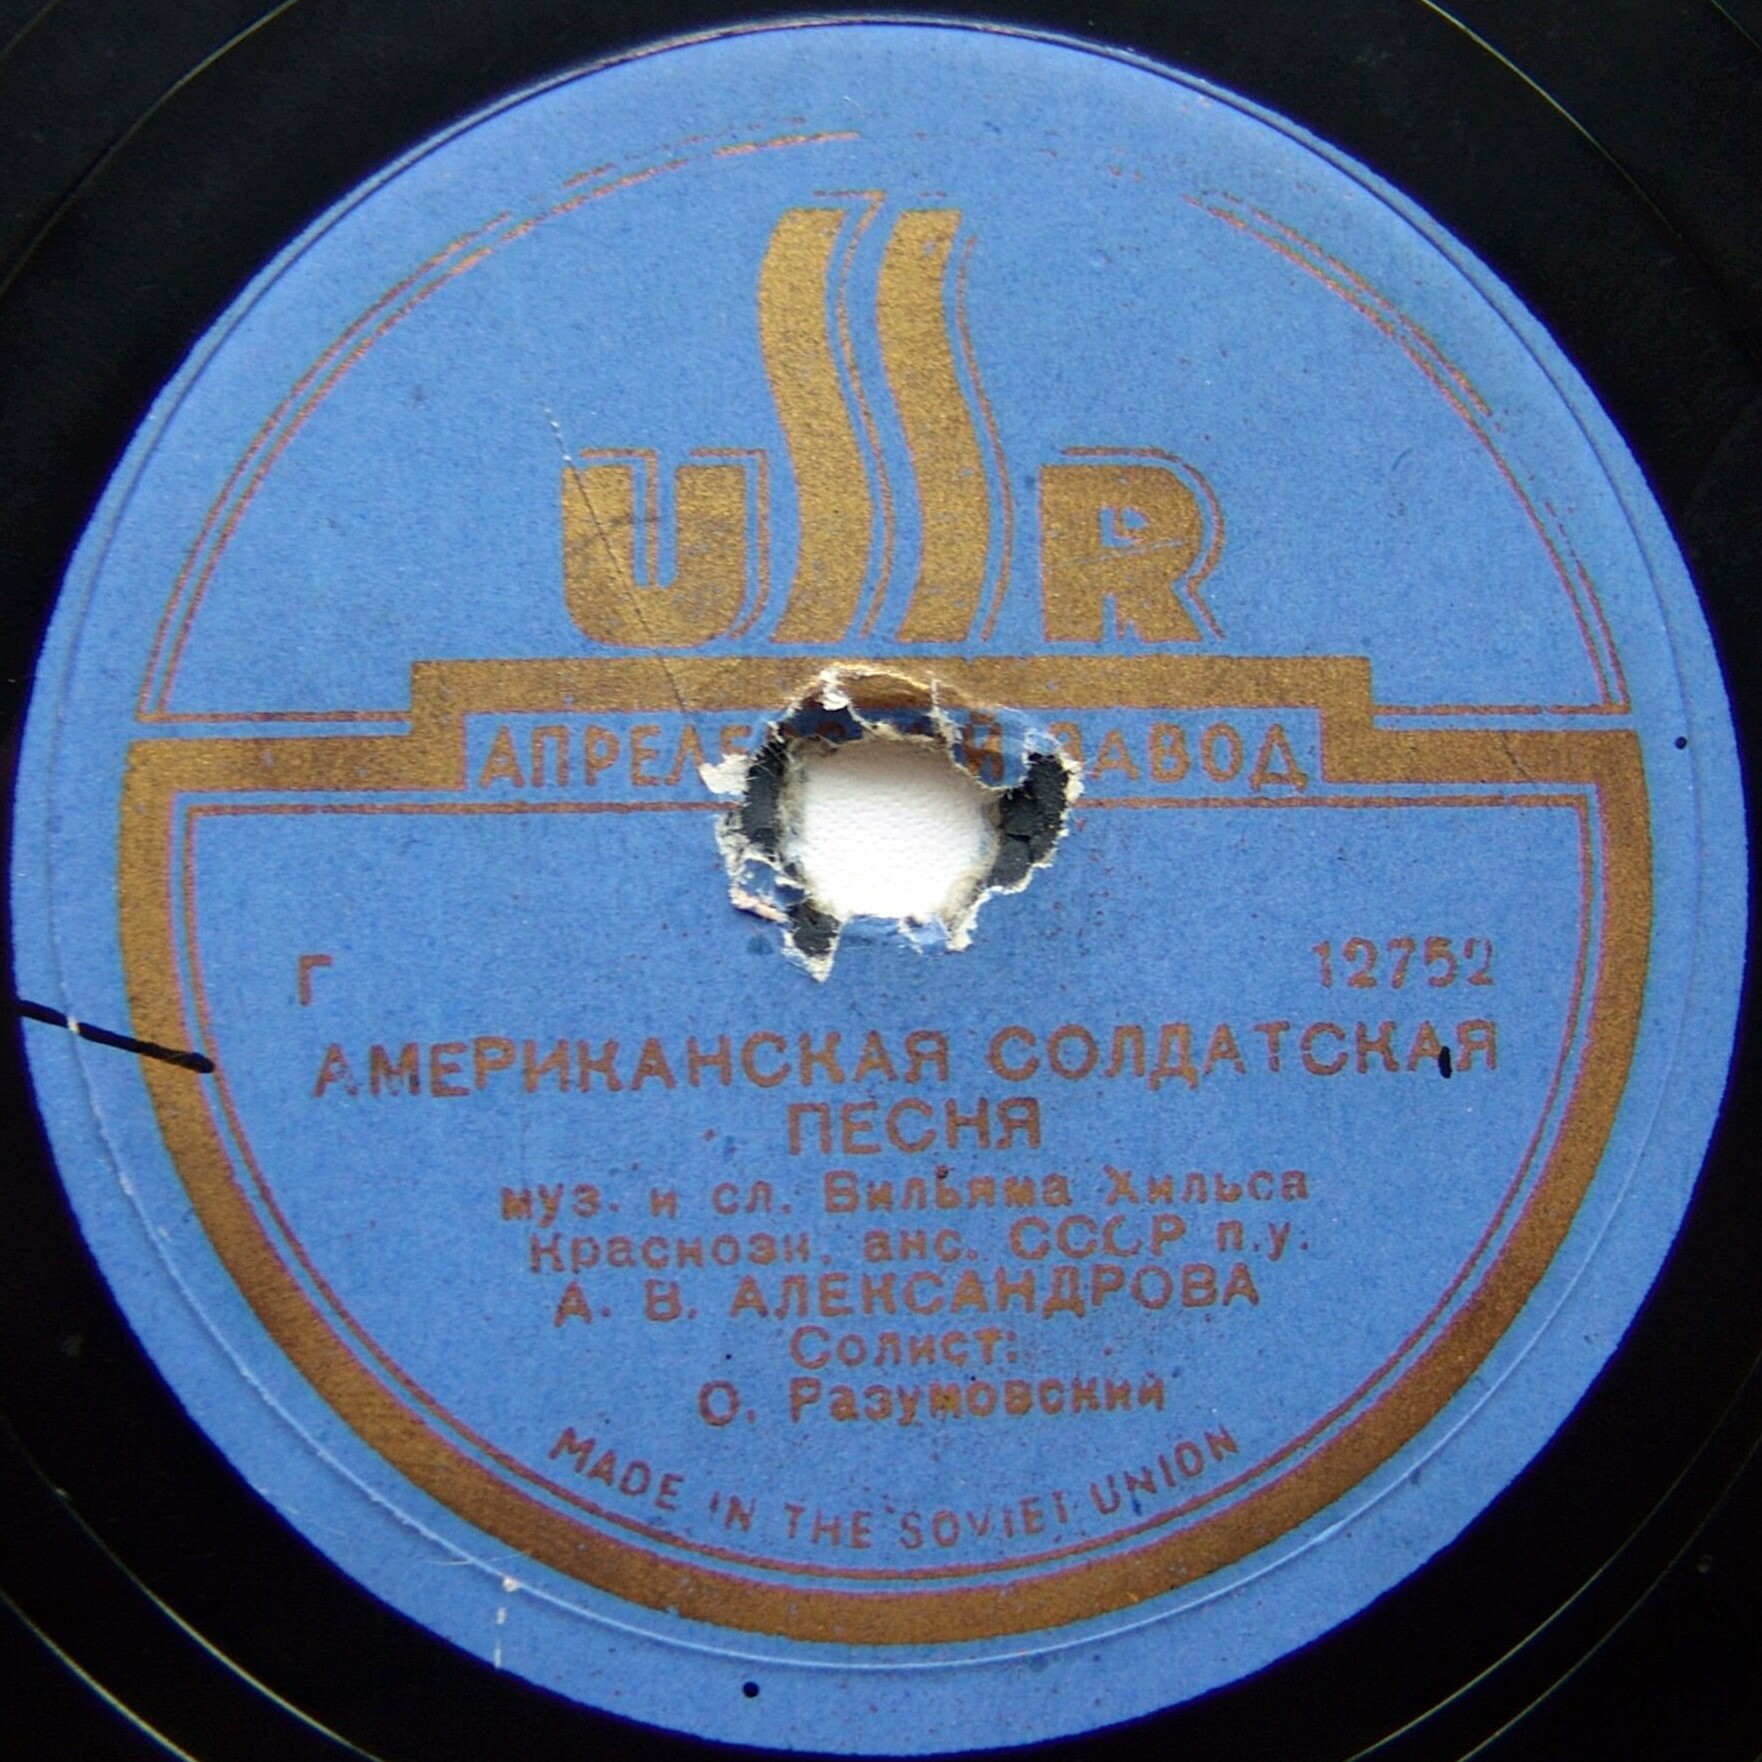 USSR
ЗАВОД
Г 12752
АМЕРИКАНСКАЯ СОЛДАТСКАЯ
ПЕСНЯ
муз. и сл. Вильяма Хильса
Краснозн. анс. СССР п.у.
А. В. АЛЕКСАНДРОВА
Солист:
О. Разумовский
MADE IN THE SOVIET UNION